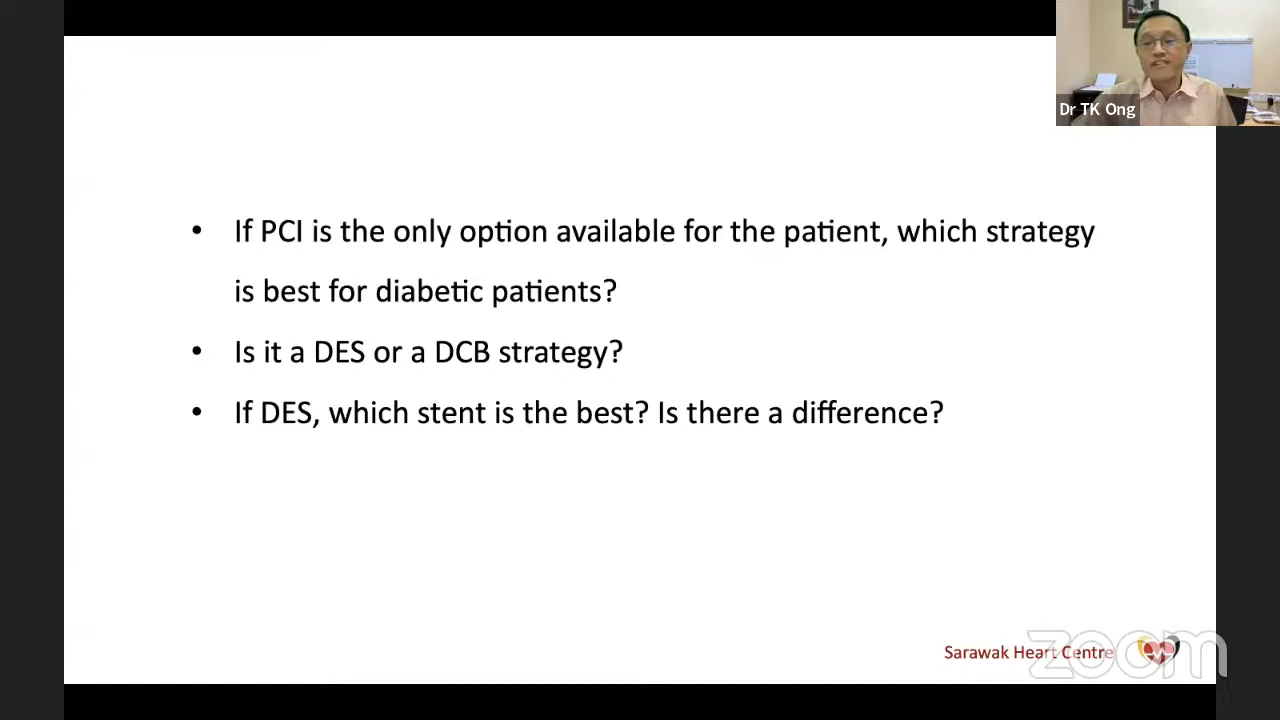 Dr TK Ong
• If PCI is the only option available for the patient, which strategy
is best for diabetic patients?
• Is it a DES or a DCB strategy?
• If DES, which stent is the best? Is there a difference?
Sarawak Heart Centre
zoom